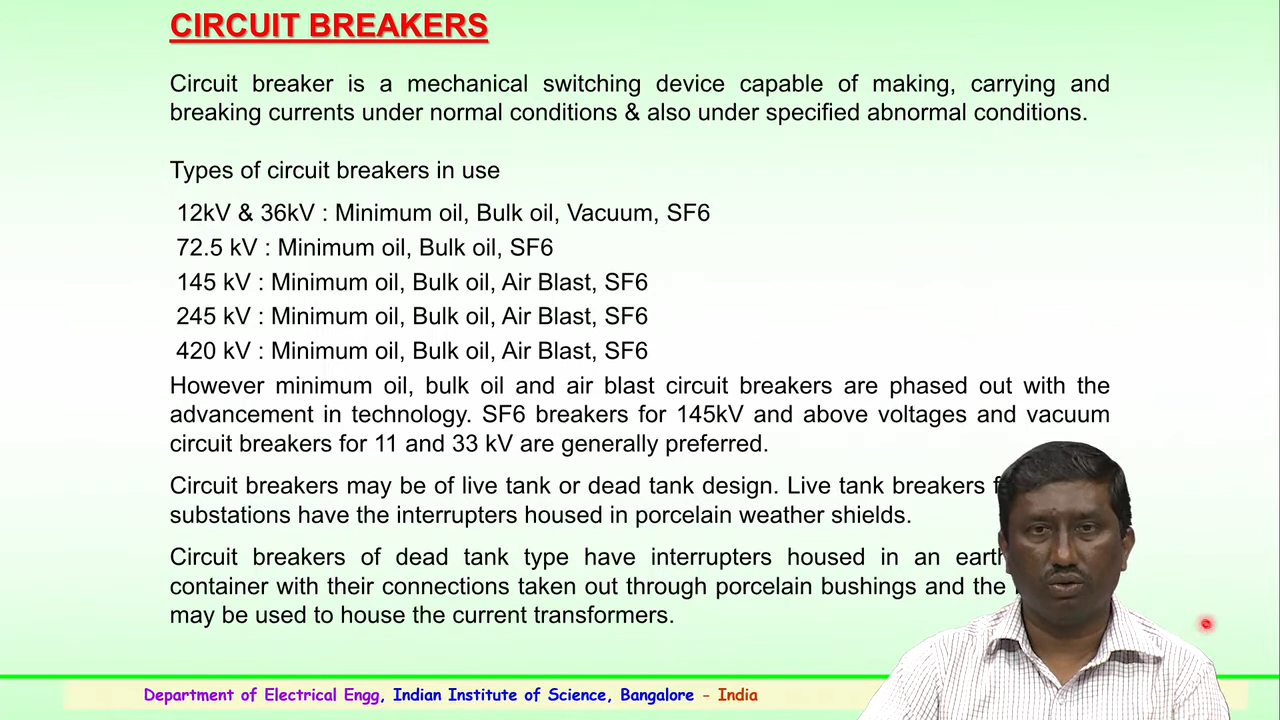 CIRCUIT BREAKERS
Circuit breaker is a mechanical switching device capable of making, carrying and
breaking currents under normal conditions & also under specified abnormal conditions.
Types of circuit breakers in use
12kV & 36kV : Minimum oil, Bulk oil, Vacuum, SF6
72.5 kV : Minimum oil, Bulk oil, SF6
145 kV : Minimum oil, Bulk oil, Air Blast, SF6
245 kV : Minimum oil, Bulk oil, Air Blast, SF6
420 kV : Minimum oil, Bulk oil, Air Blast, SF6
However minimum oil, bulk oil and air blast circuit breakers are phased out with the
advancement in technology. SF6 breakers for 145kV and above voltages and vacuum
circuit breakers for 11 and 33 kV are generally preferred.
Circuit breakers may be of live tank or dead tank design. Live tank breakers
substations have the interrupters housed in porcelain weather shields.
Circuit breakers of dead tank type have interrupters housed in an
container with their connections taken out through porcelain bushings and the
may be used to house the current transformers.
Department of Electrical Engg, Indian Institute of Science, Bangalore - India